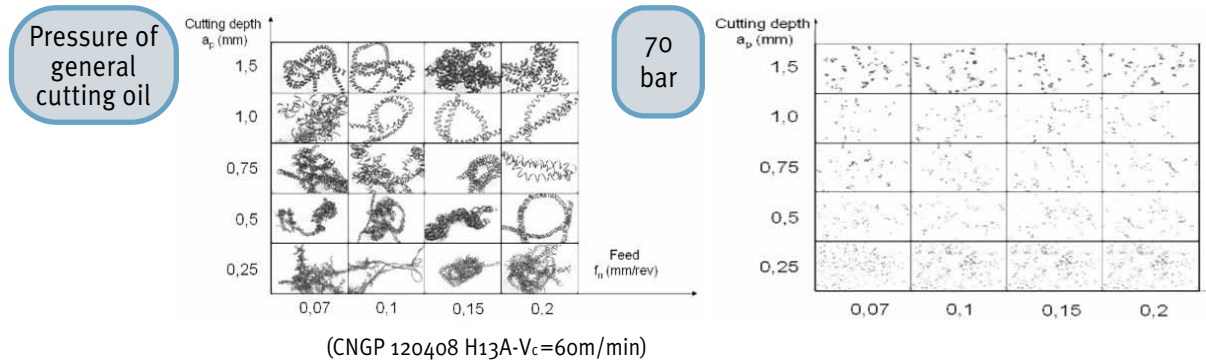 Pressure of
general
cutting oil
Cutting depth
aₚ (mm)
1,5
1,0
0,75
0,5
0,25
0,07
0,1
0,15
0,2
Feed
fₙ (mm/rev)
(CNGP 120408 H13A-Vc=60m/min)
70
bar
Cutting depth
aₚ (mm)
1,5
1,0
0,75
0,5
0,25
0,07
0,1
0,15
0,2